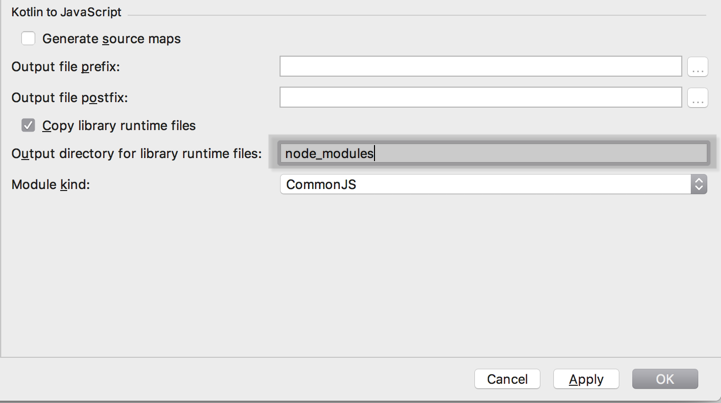 Kotlin to JavaScript
Generate source maps
Output file prefix:
...
Output file postfix:
...
Copy library runtime files
Output directory for library runtime files: node_modules
Module kind: CommonJS
Cancel Apply OK